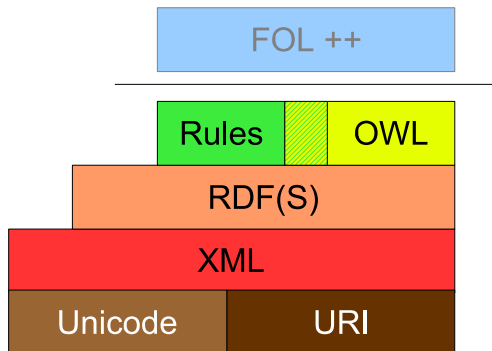 FOL ++
Rules OWL
RDF(S)
XML
Unicode URI